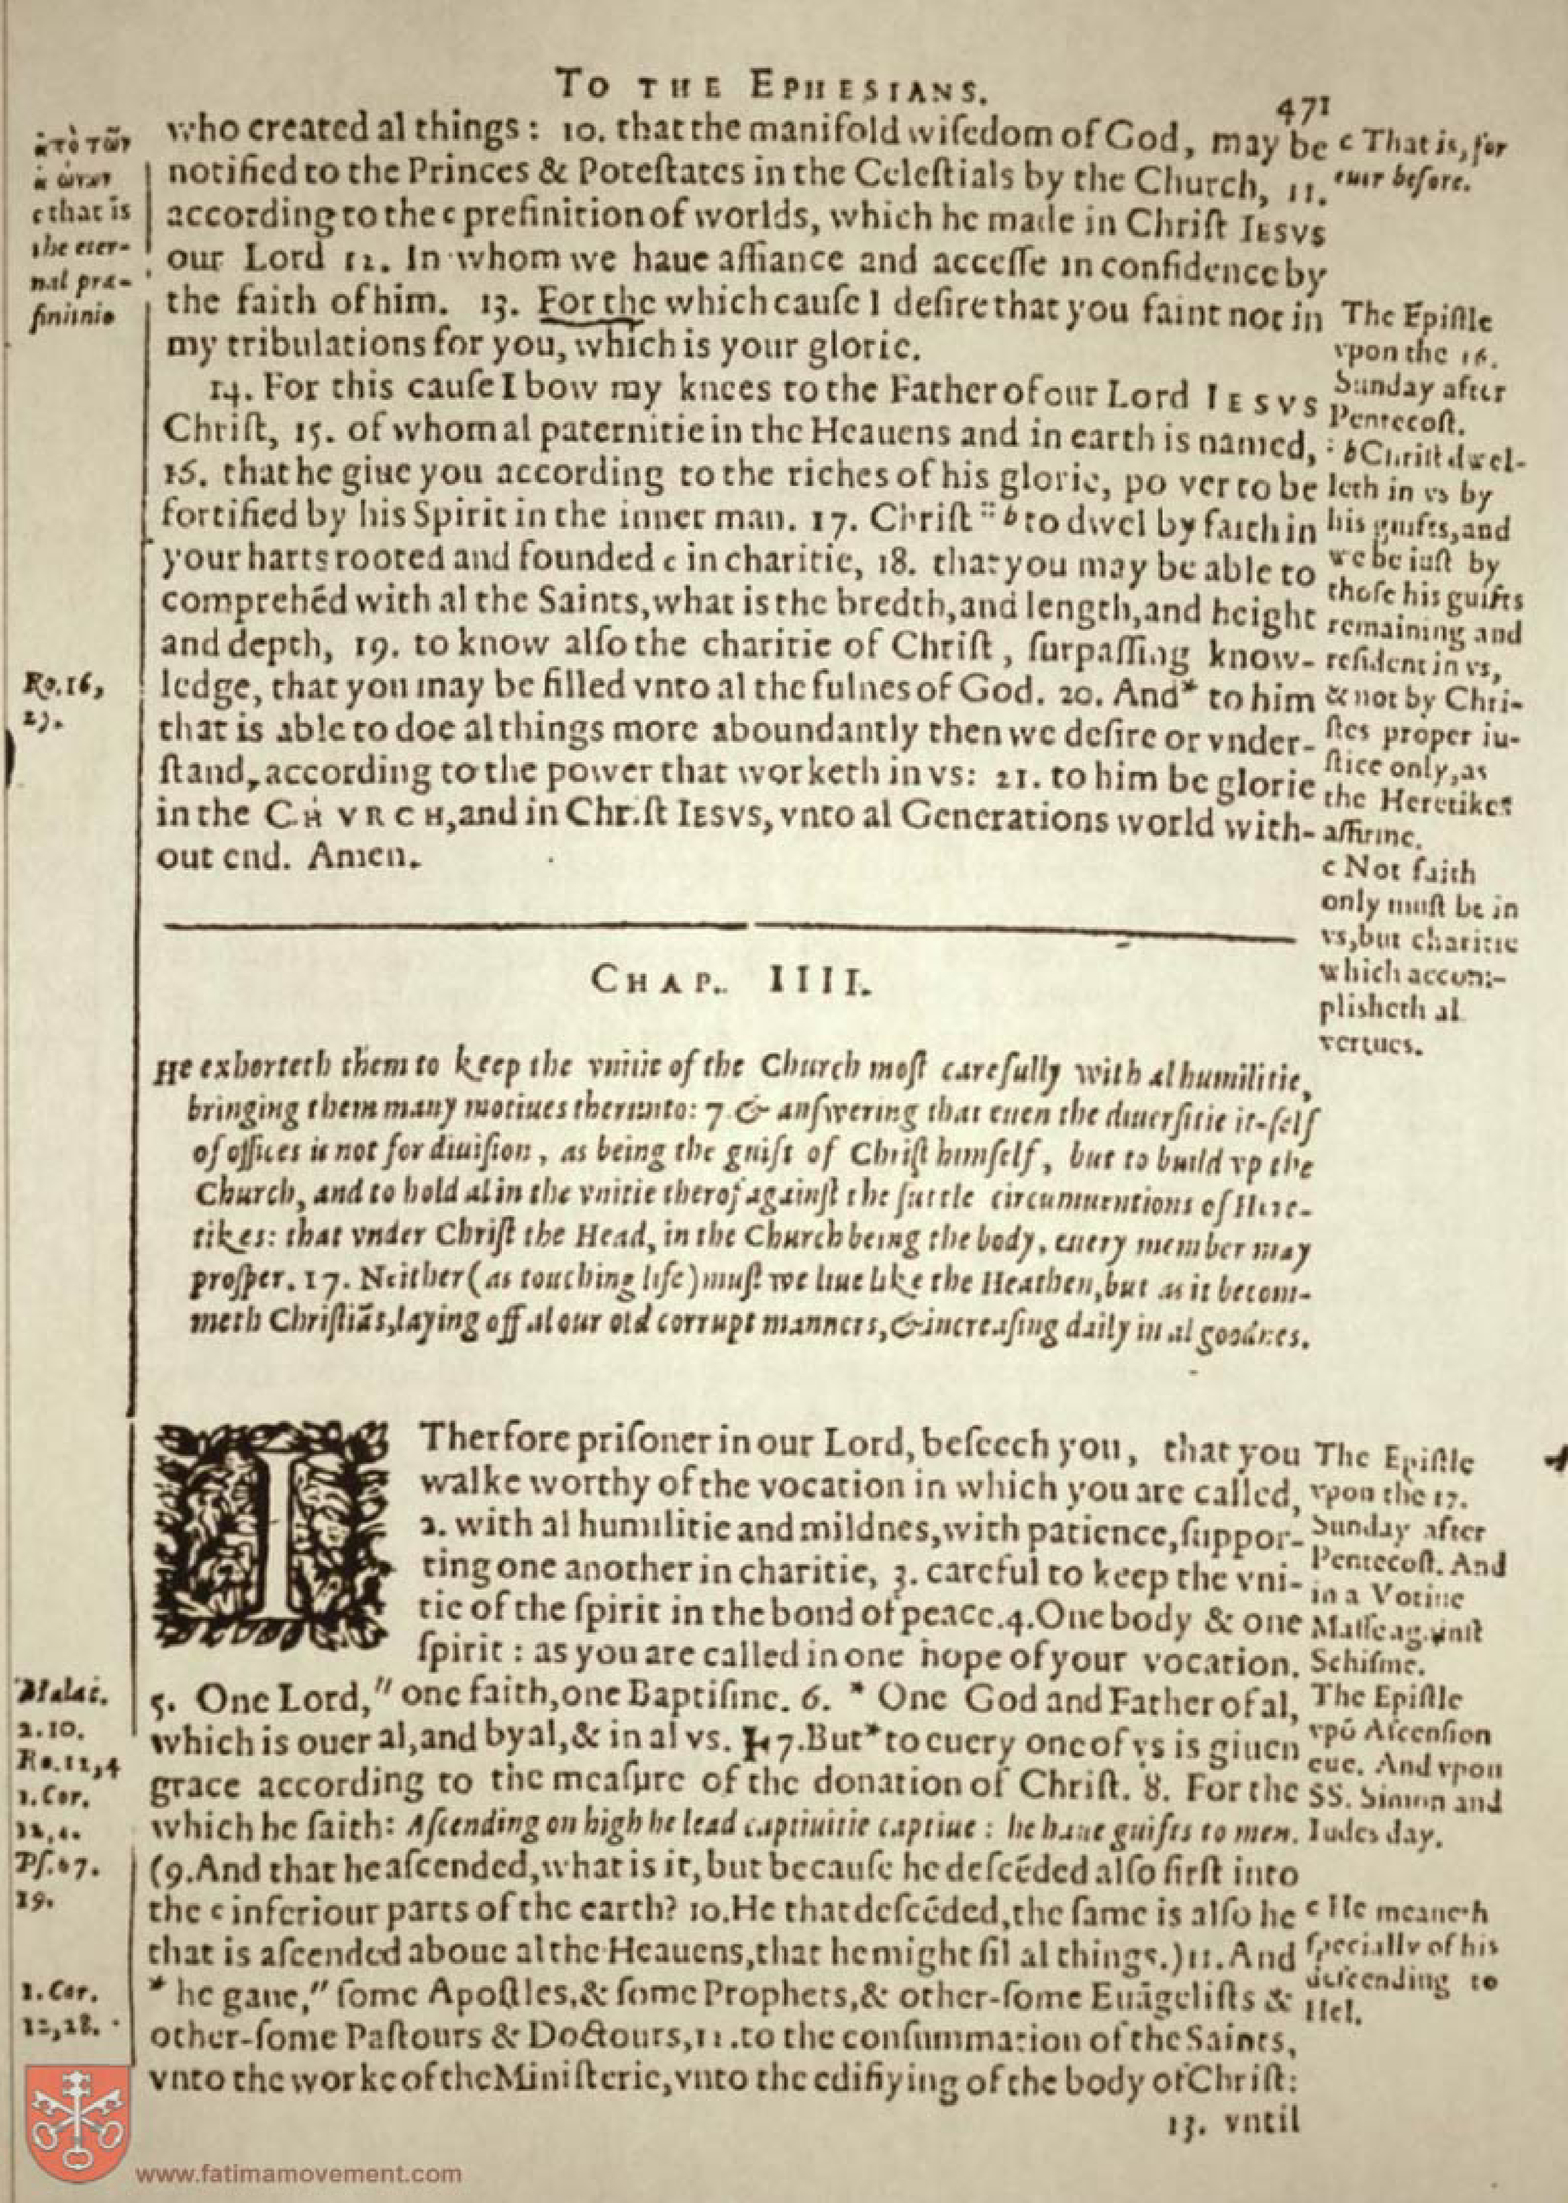 TO THE EPHESIANS.
471
who created al things: 10. that the manifold wiſedom of God, may be
notified to the Princes & Poteſtates in the Celeſtials by the Church, 11.
according to the c prefinition of worlds, which he made in Chriſt IESVS
our Lord 12. In whom we haue affiance and acceſſe in confidence by
the faith of him. 13. For the which cauſe I deſire that you faint not in
my tribulations for you, which is your glorie.
14. For this cauſe I bow my knees to the Father of our Lord IESVS
Chriſt, 15. of whom al paternitie in the Heauens and in earth is named,
16. that he giue you according to the riches of his glorie, power to be
fortified by his Spirit in the inner man. 17. Chriſt :: b to dwel by faith in
your harts rooted and founded c in charitie, 18. that you may be able to
comprehēd with al the Saints, what is the bredth, and length, and height
and depth, 19. to know alſo the charitie of Chriſt, ſurpaſſing know-
ledge, that you may be filled vnto al the fulnes of God. 20. And* to him
that is able to doe al things more aboundantly then we deſire or vnder-
ſtand, according to the power that worketh in vs: 21. to him be glorie
in the CHVRCH, and in Chriſt IESVS, vnto al Generations world with-
out end. Amen.
ἀπὸ τῶν
αἰώνων
c that is
the eter-
nal præ-
finitnio
Ro. 16,
c That is, for
euer before.
The Epiſtle
vpon the 16.
Sunday after
Pentecoſt.
: b Chriſt dwel-
leth in vs by
his guifts, and
we be iuſt by
thoſe his guifts
remaining and
reſident in vs,
& not by Chri-
ſtes proper iu-
ſtice only, as
the Heretikes
affirme.
c Not faith
only muſt be in
vs, but charitie
which accom-
pliſheth al
vertues.
CHAP. IIII.
He exhorteth them to keep the vnitie of the Church moſt carefully with al humilitie,
bringing them many motiues therunto: 7 & anſwering that euen the diuerſitie it-ſelf
of offices is not for diuiſion, as being the guift of Chriſt himſelf, but to build vp the
Church, and to hold al in the vnitie therof againſt the ſuttle circumuentions of Here-
tikes: that vnder Chriſt the Head, in the Church being the body, euery member may
proſper. 17. Neither (as touching life) muſt we liue like the Heathen, but as it becom-
meth Chriſtiās, laying off al our old corrupt manners, & increaſing daily in al goodnes.
I Therfore priſoner in our Lord, beſeech you, that you
walke worthy of the vocation in which you are called,
2. with al humilitie and mildnes, with patience, ſuppor-
ting one another in charitie, 3. careful to keep the vni-
tie of the ſpirit in the bond of peace. 4. One body & one
ſpirit: as you are called in one hope of your vocation.
5. One Lord, " one faith, one Baptiſme. 6. * One God and Father of al,
which is ouer al, and by al, & in al vs. 7. But* to euery one of vs is giuen
grace according to the meaſure of the donation of Chriſt. 8. For the
which he ſaith: Aſcending on high he lead captiuitie captiue: he haue guifts to men.
(9. And that he aſcended, what is it, but becauſe he deſcēded alſo firſt into
the c inferiour parts of the earth? 10. He that deſcēded, the ſame is alſo he
that is aſcended aboue al the Heauens, that he might fil al things.) 11. And
* he gaue, " ſome Apoſtles, & ſome Prophets, & other-ſome Euāgeliſts &
other-ſome Paſtours & Doctours, 12. to the conſummation of the Saints,
vnto the worke of the Miniſterie, vnto the edifiying of the body of Chriſt:
13. vntil
Malac.
2. 10.
Ro. 12, 4
1. Cor.
Pſ. 67.
19.
1. Cor.
12, 28.
The Epiſtle
vpon the 17.
Sunday after
Pentecoſt. And
in a Votiue
Maſſe againſt
Schiſme.
The Epiſtle
vpō Aſcenſion
eue. And vpon
SS. Simon and
Iudes day.
c He meaneth
ſpecially of his
deſcending to
Hel.
www.fatimamovement.com